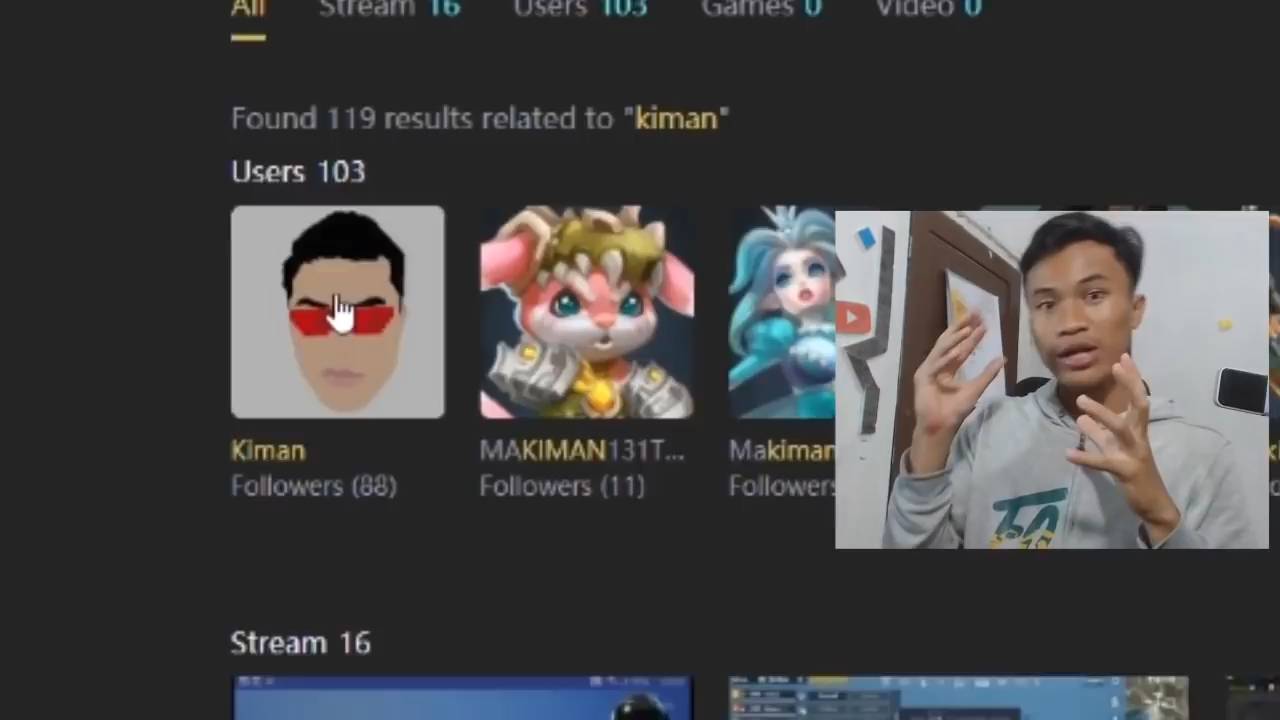 All Stream 16 Users 103 Games 0 Video 0
Found 119 results related to "kiman"
Users 103
Kiman MAKIMAN131T... Makiman
Followers (88) Followers (11) Followers
Stream 16